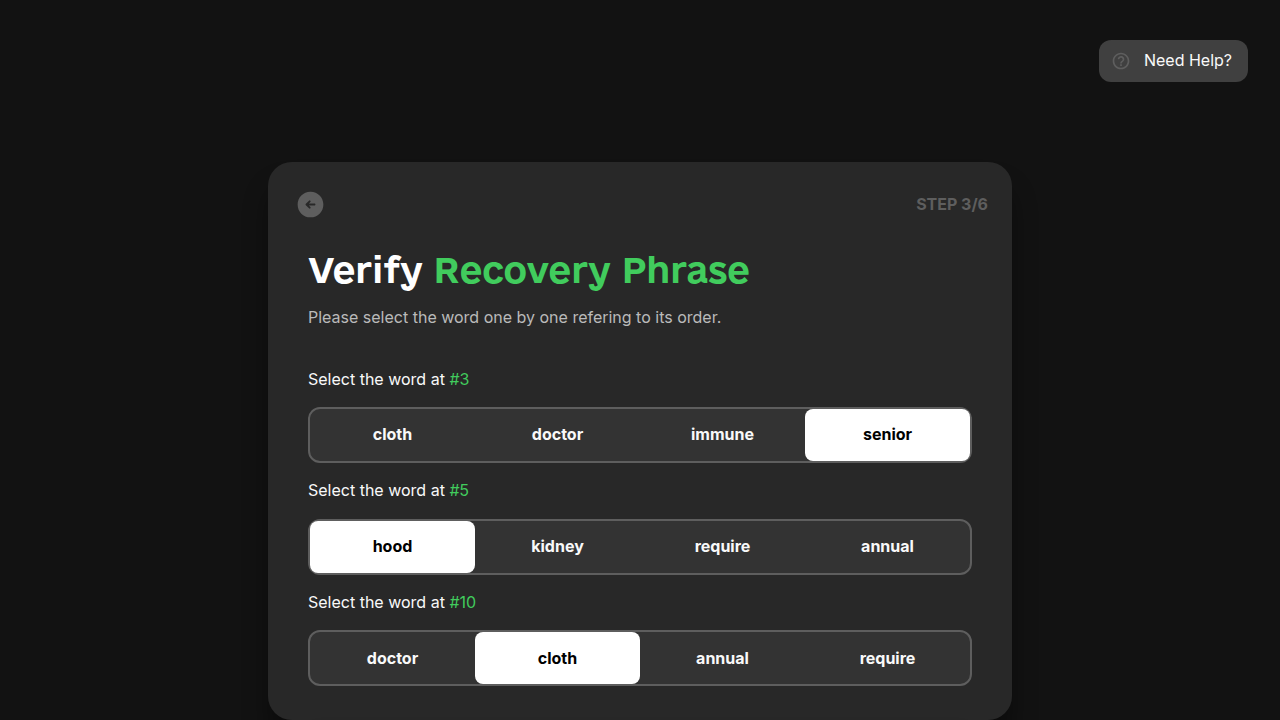 Need Help?
STEP 3/6
Verify Recovery Phrase
Please select the word one by one refering to its order.
Select the word at #3
cloth doctor immune senior
Select the word at #5
hood kidney require annual
Select the word at #10
doctor cloth annual require